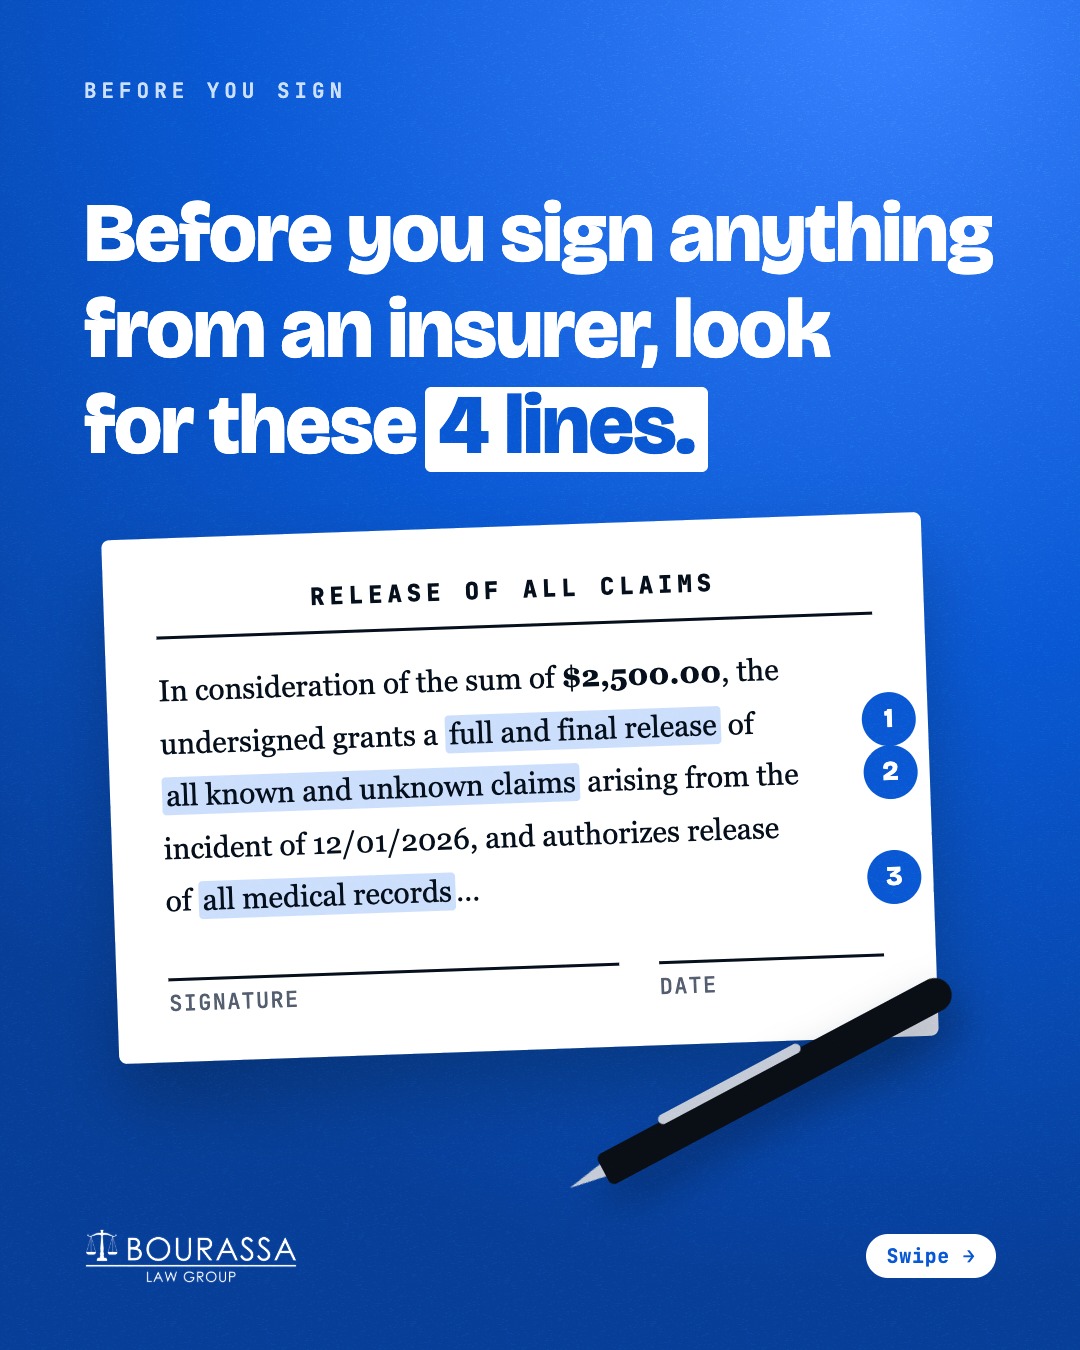 BEFORE YOU SIGN
Before you sign anything
from an insurer, look
for these 4 lines.
RELEASE OF ALL CLAIMS
In consideration of the sum of $2,500.00, the
undersigned grants a full and final release of
1
all known and unknown claims arising from the
2
incident of 12/01/2026, and authorizes release
of all medical records...
3
SIGNATURE
DATE
BOURASSA
LAW GROUP
Swipe →